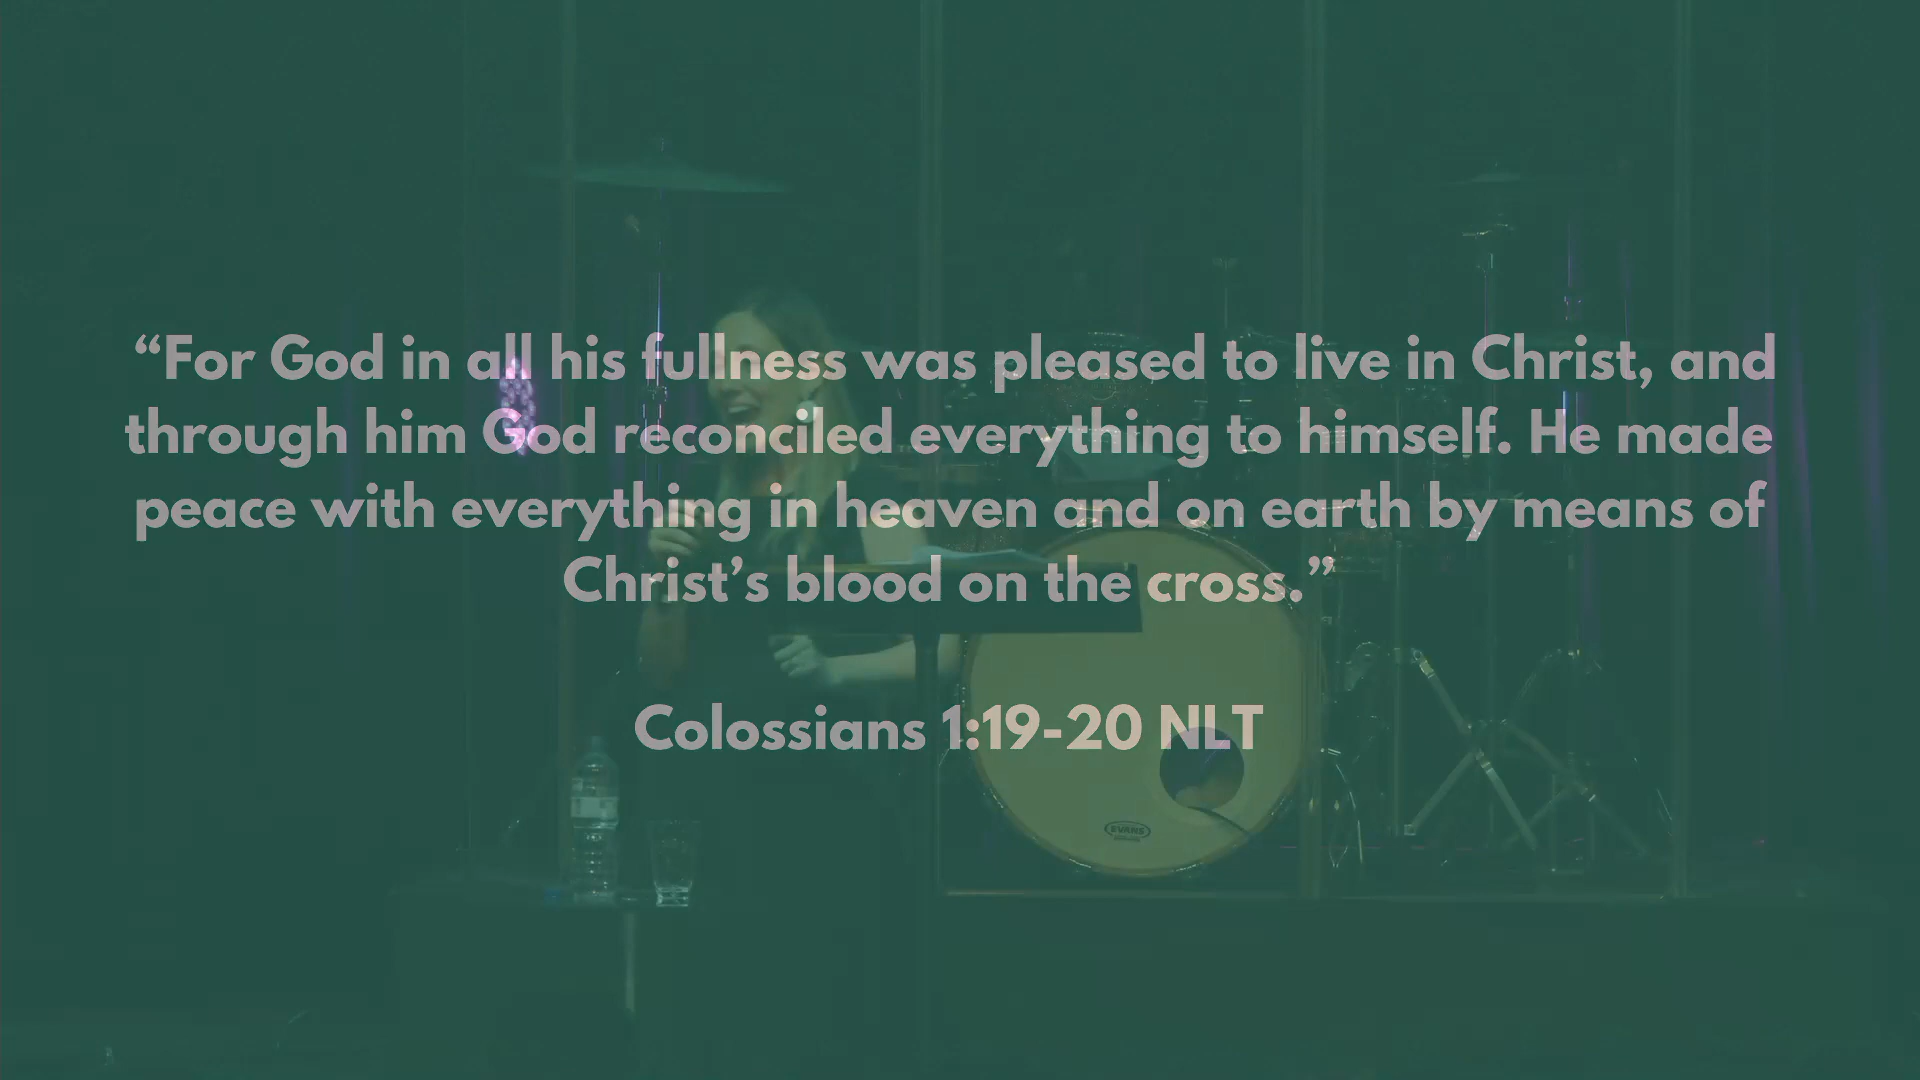 “For God in all his fullness was pleased to live in Christ, and
through him God reconciled everything to himself. He made
peace with everything in heaven and on earth by means of
Christ’s blood on the cross.”
Colossians 1:19-20 NLT
EVANS